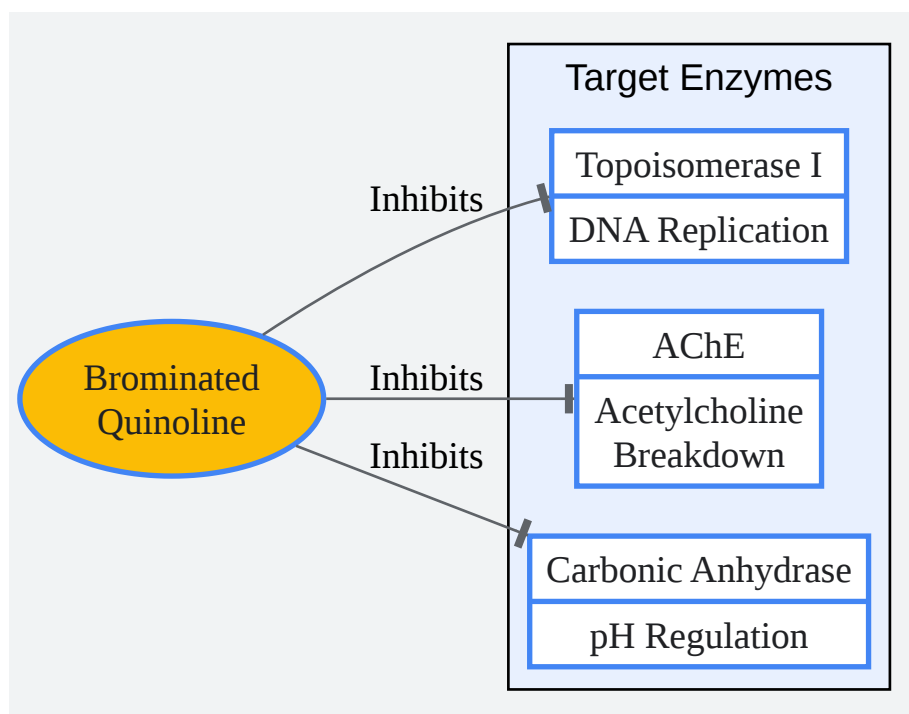 Target Enzymes
Topoisomerase I
DNA Replication
Inhibits
AChE
Acetylcholine
Breakdown
Inhibits
Brominated
Quinoline
Inhibits
Carbonic Anhydrase
pH Regulation